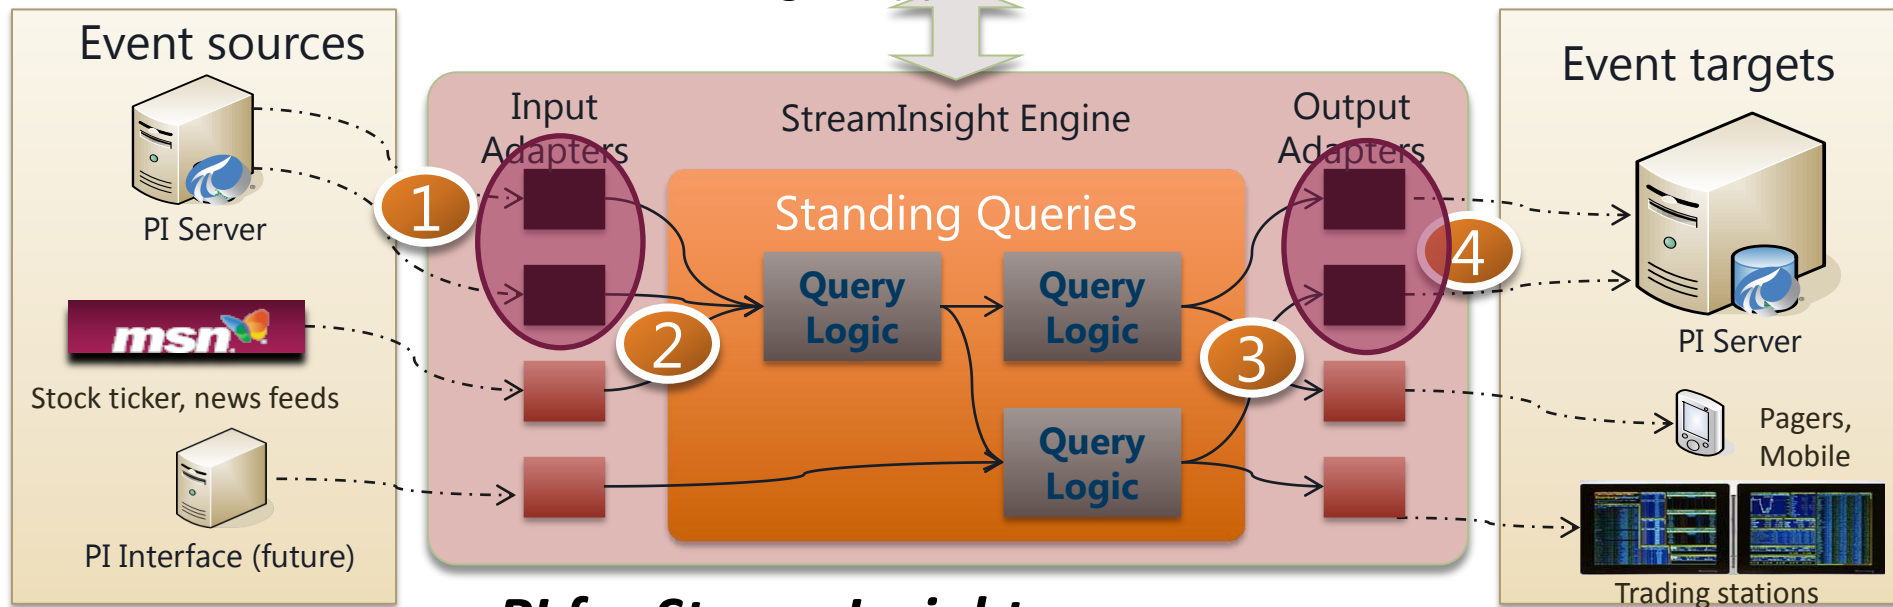 Event sources
PI Server
msn
Stock ticker, news feeds
PI Interface (future)
1
Input
Adapters
StreamInsight Engine
Output
Adapters
Standing Queries
Query
Logic
Query
Logic
Query
Logic
2
3
4
Event targets
PI Server
Pagers,
Mobile
Trading stations